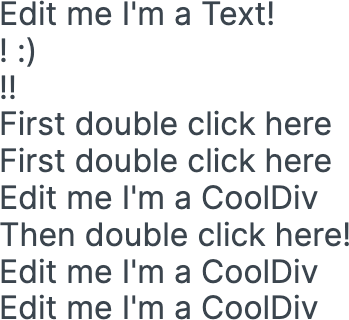 Edit me I'm a Text!
! :)
!!
First double click here
First double click here
Edit me I'm a CoolDiv
Then double click here!
Edit me I'm a CoolDiv
Edit me I'm a CoolDiv